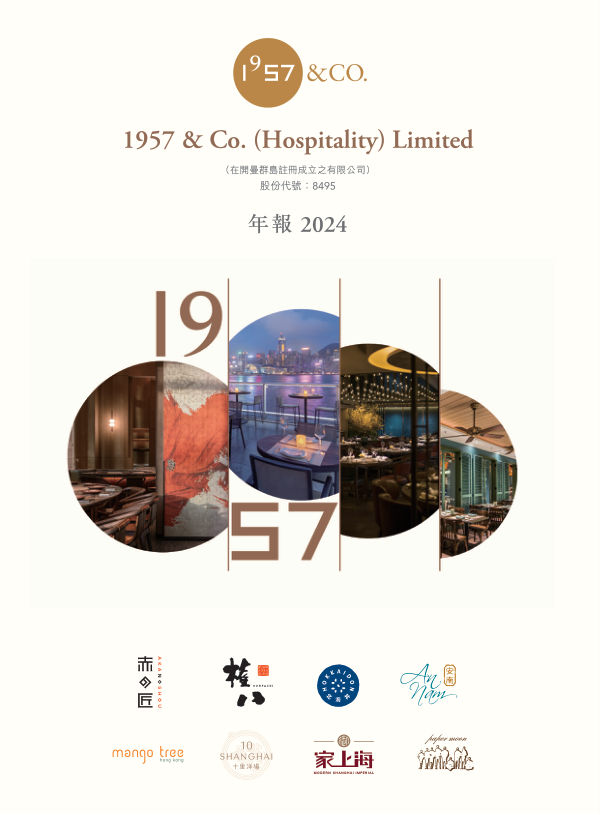 1957 &CO.
1957 & Co. (Hospitality) Limited
(在開曼群島註冊成立之有限公司)
股份代號：8495
年報 2024
19
57
赤の匠
AKANOSHOU
権八
GONPACHI
HOKKAIDON
An Nam
安南
mango tree
hong kong
10
SHANGHAI
十里洋場
家上海
MODERN SHANGHAI IMPERIAL
paper moon